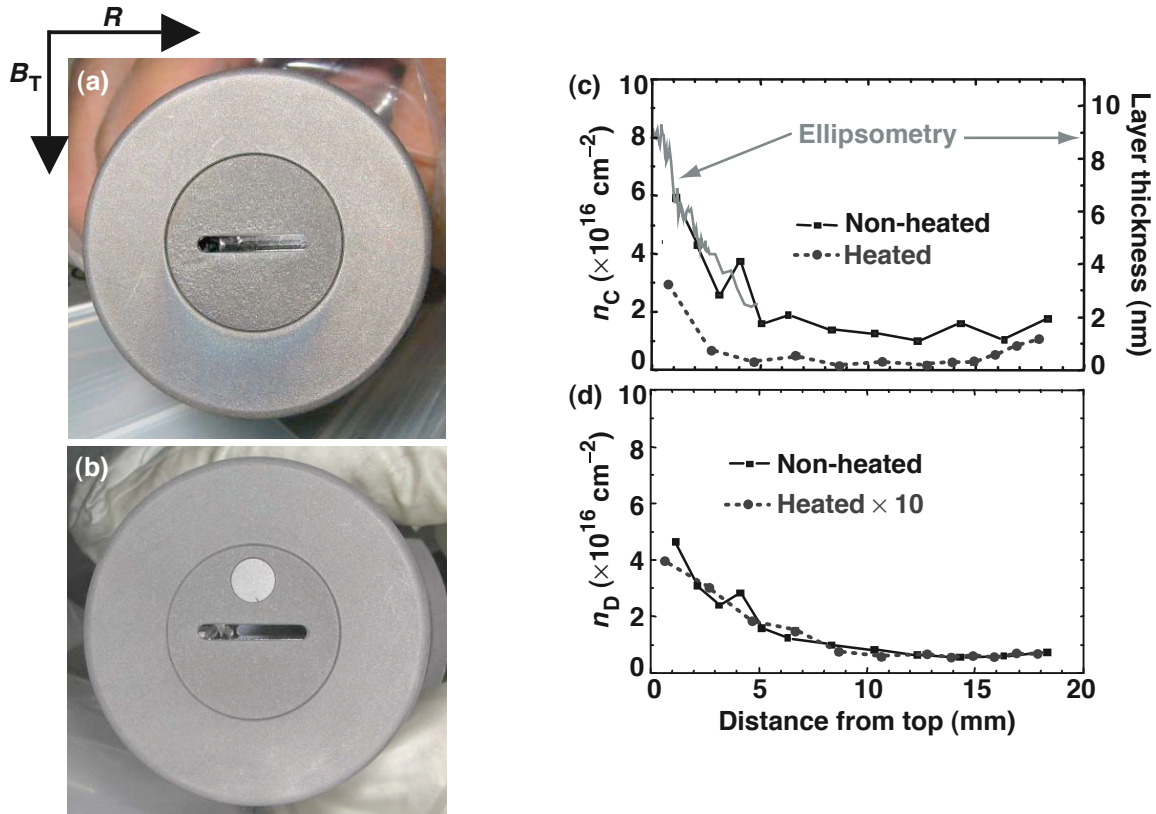 R
B_T
(a)
(b)
(c)
10
8
6
4
2
0
n_C (×10^16 cm^−2)
Ellipsometry
Non-heated
Heated
10
8
6
4
2
0
Layer thickness (nm)
(d)
10
8
6
4
2
0
n_D (×10^16 cm^−2)
Non-heated
Heated × 10
0
5
10
15
20
Distance from top (mm)